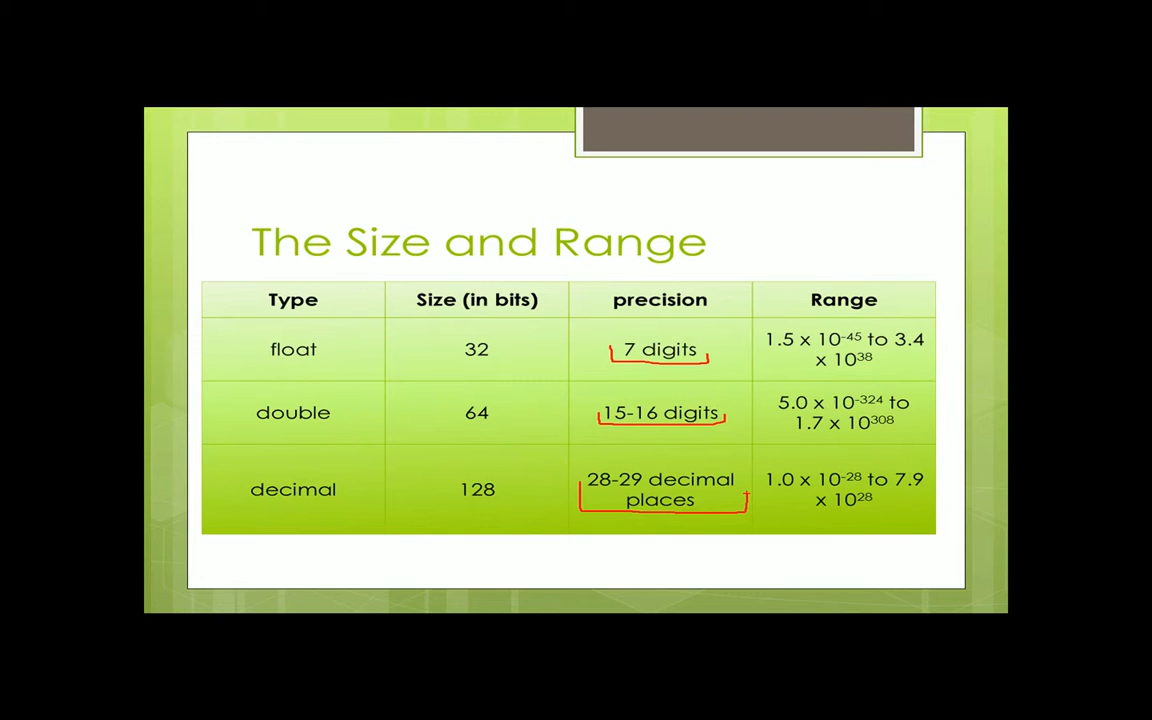 The Size and Range
Type Size (in bits) precision Range
float 32 7 digits 1.5 x 10⁻⁴⁵ to 3.4
x 10³⁸
double 64 15-16 digits 5.0 x 10⁻³²⁴ to
1.7 x 10³⁰⁸
decimal 128 28-29 decimal
places 1.0 x 10⁻²⁸ to 7.9
x 10²⁸